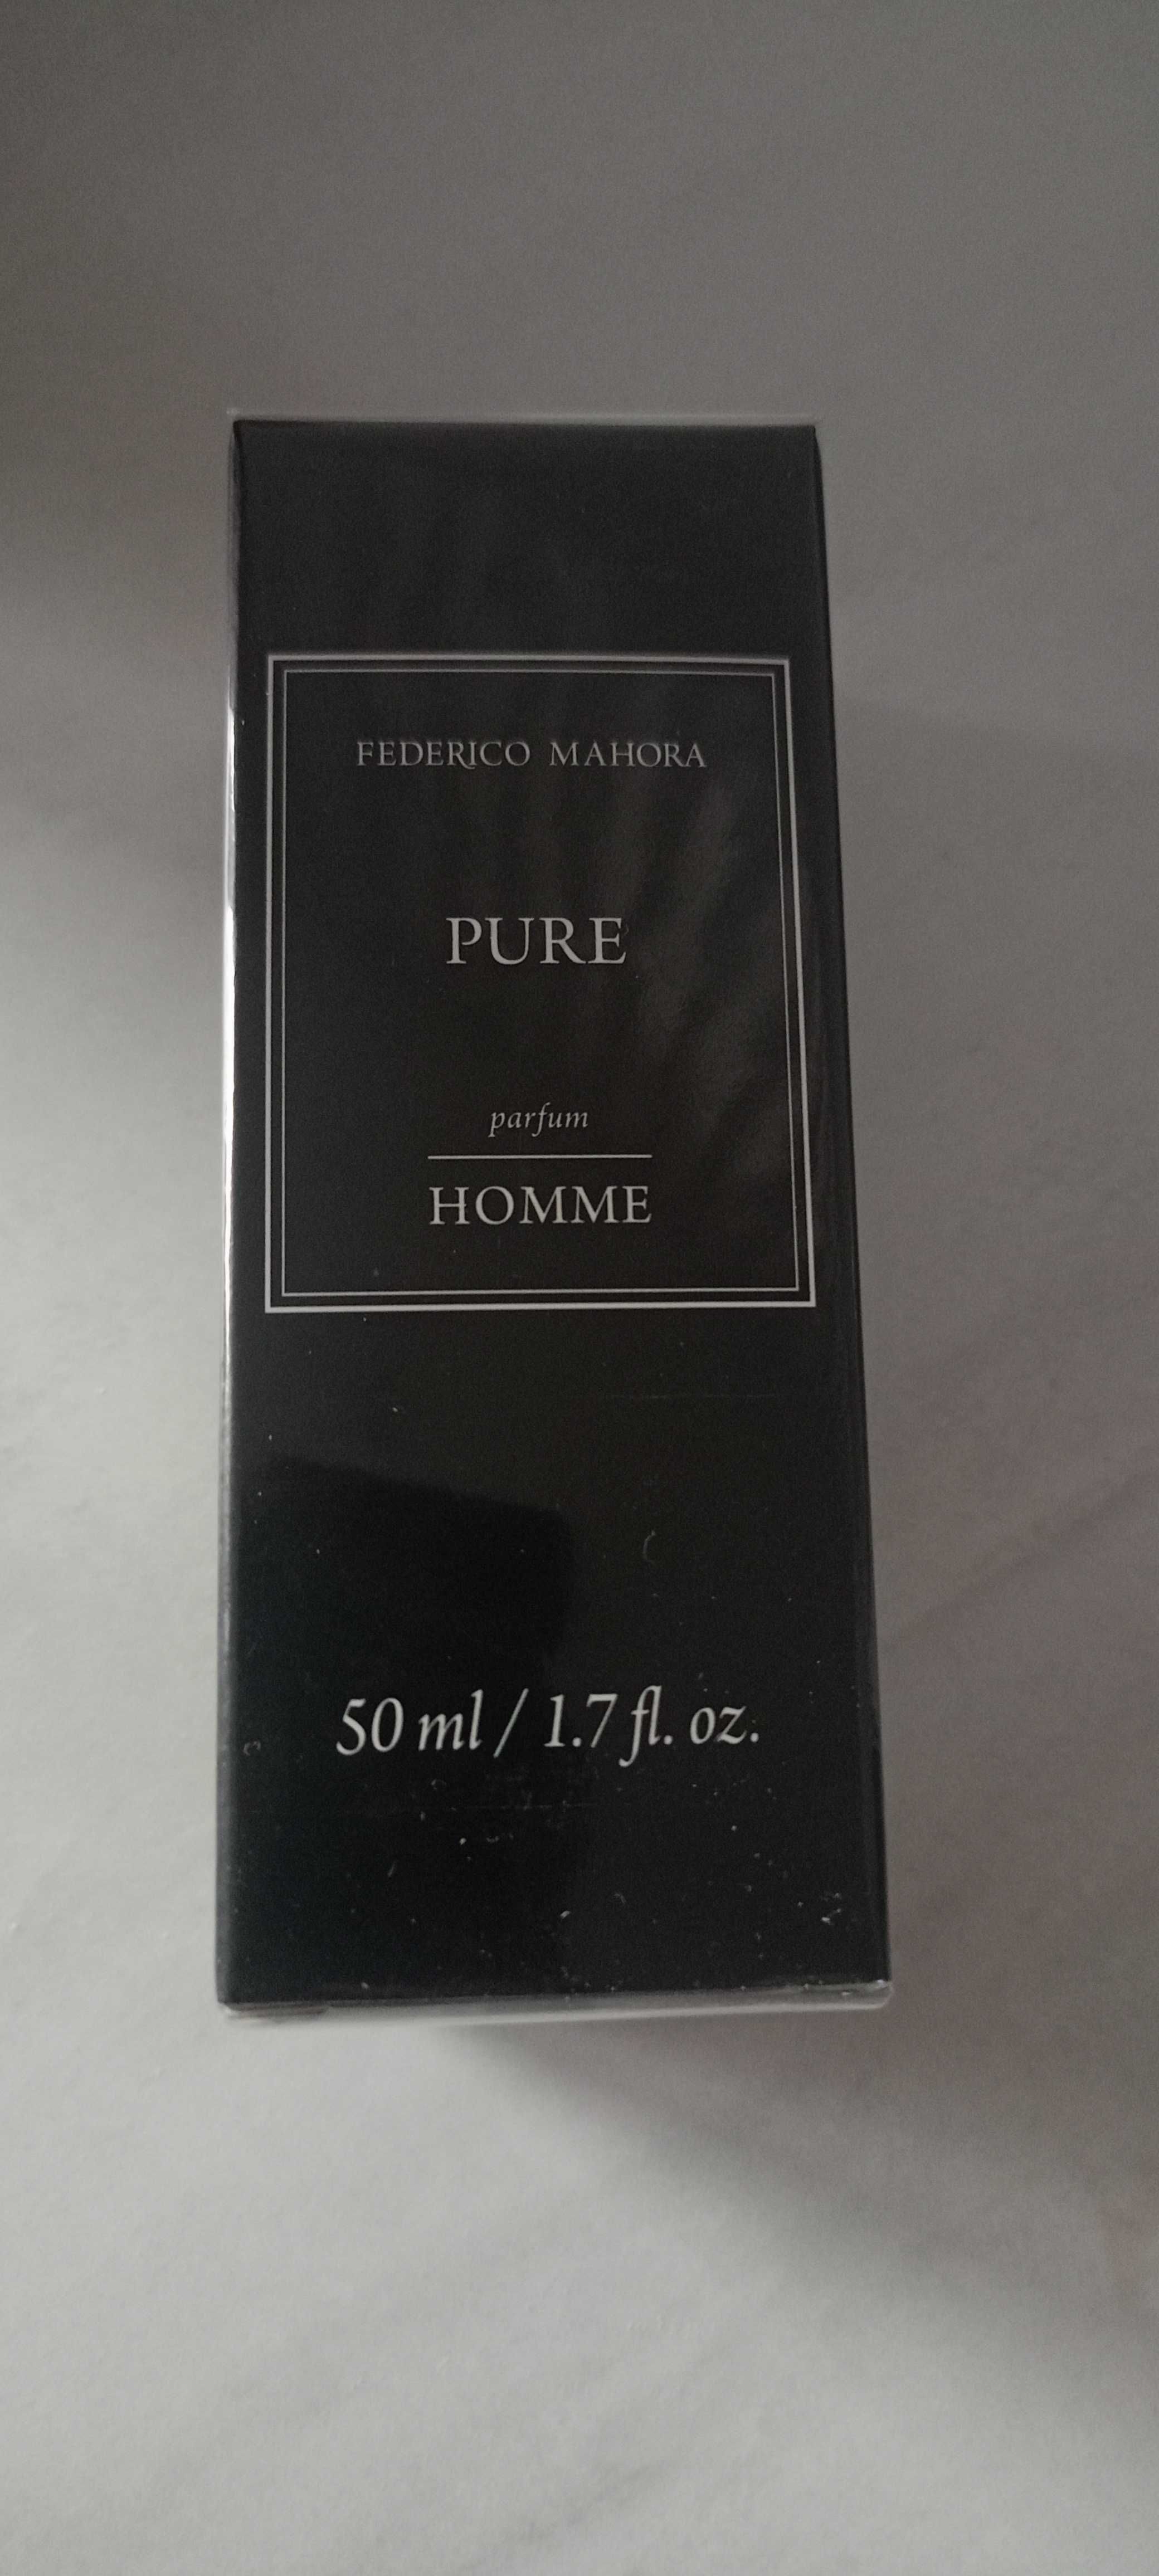 FEDERICO MAHORA
PURE
parfum
HOMME
50 ml / 1.7 fl. oz.